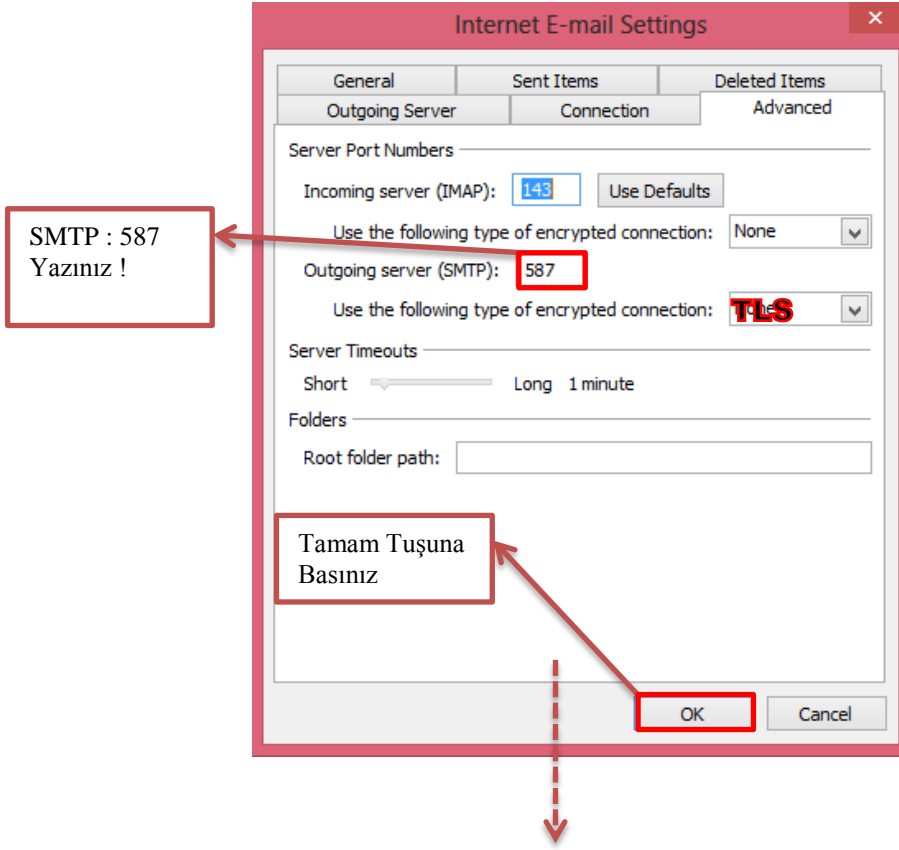 Internet E-mail Settings
General
Sent Items
Deleted Items
Outgoing Server
Connection
Advanced
Server Port Numbers
Incoming server (IMAP):
143
Use Defaults
Use the following type of encrypted connection:
None
SMTP : 587
Yazınız !
Outgoing server (SMTP):
587
Use the following type of encrypted connection:
TLS
Server Timeouts
Short
Long
1 minute
Folders
Root folder path:
Tamam Tuşuna
Basınız
OK
Cancel